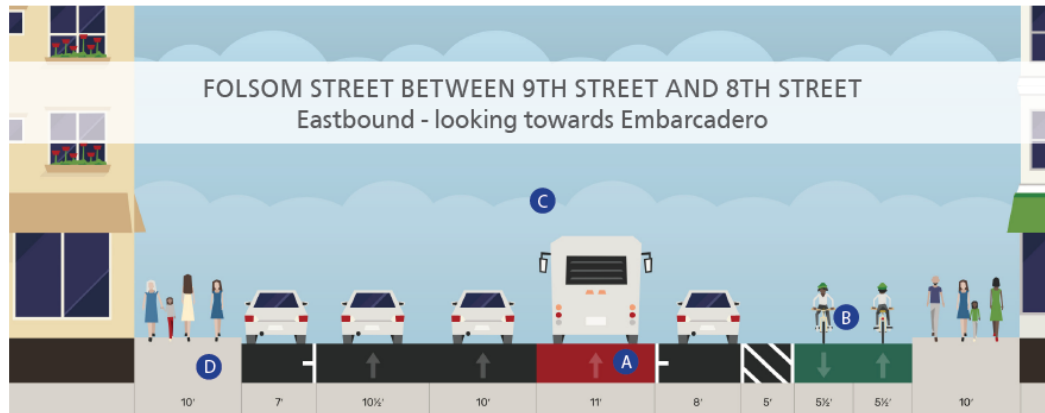 FOLSOM STREET BETWEEN 9TH STREET AND 8TH STREET
Eastbound - looking towards Embarcadero
C
B
D
A
10' 7' 10½' 10' 11' 8' 5' 5½' 5½' 10'